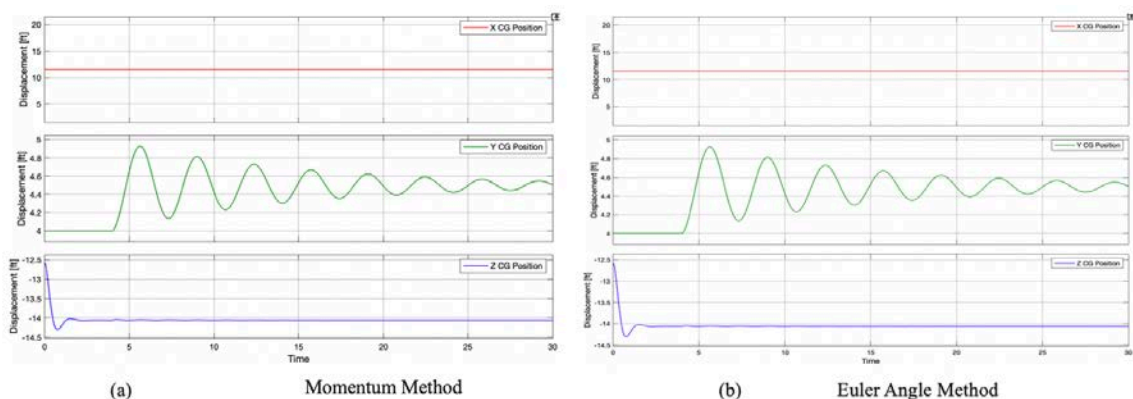 20
15
10
5
Displacement [ft]
X CG Position
5
4.8
4.6
4.4
4.2
4
Displacement [ft]
Y CG Position
-12.5
-13
-13.5
-14
-14.5
Displacement [ft]
Z CG Position
0 5 10 15 20 25 30
Time
(a) Momentum Method
20
15
10
5
Displacement [ft]
X CG Position
5
4.8
4.6
4.4
4.2
4
Displacement [ft]
Y CG Position
-12.5
-13
-13.5
-14
-14.5
Displacement [ft]
Z CG Position
0 5 10 15 20 25 30
Time
(b) Euler Angle Method